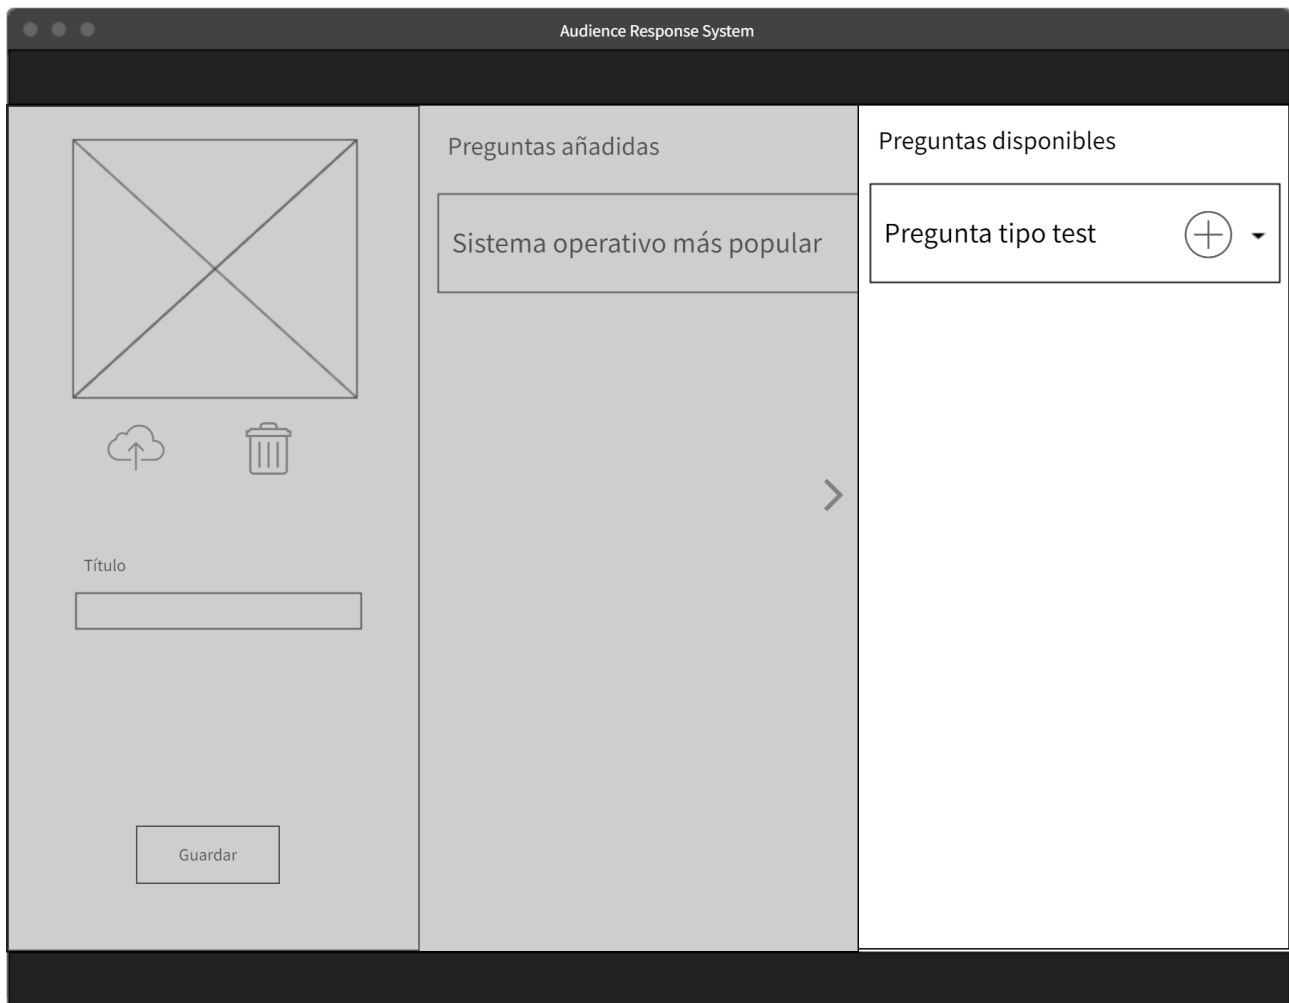 Audience Response System
Preguntas añadidas
Sistema operativo más popular
Título
Guardar
Preguntas disponibles
Pregunta tipo test